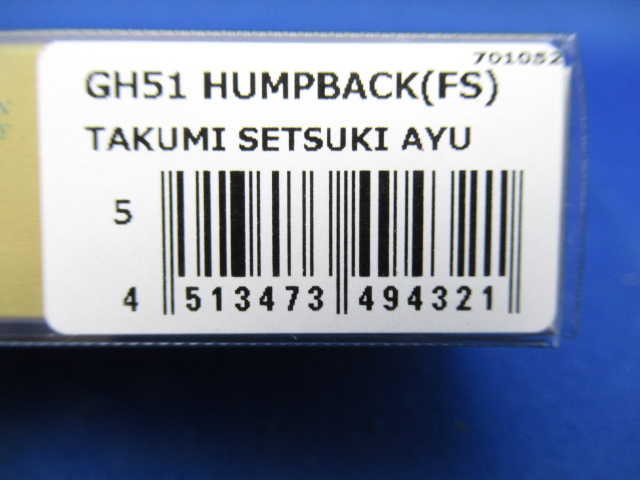 701052
GH51 HUMPBACK(FS)
TAKUMI SETSUKI AYU
5
4 513473 494321